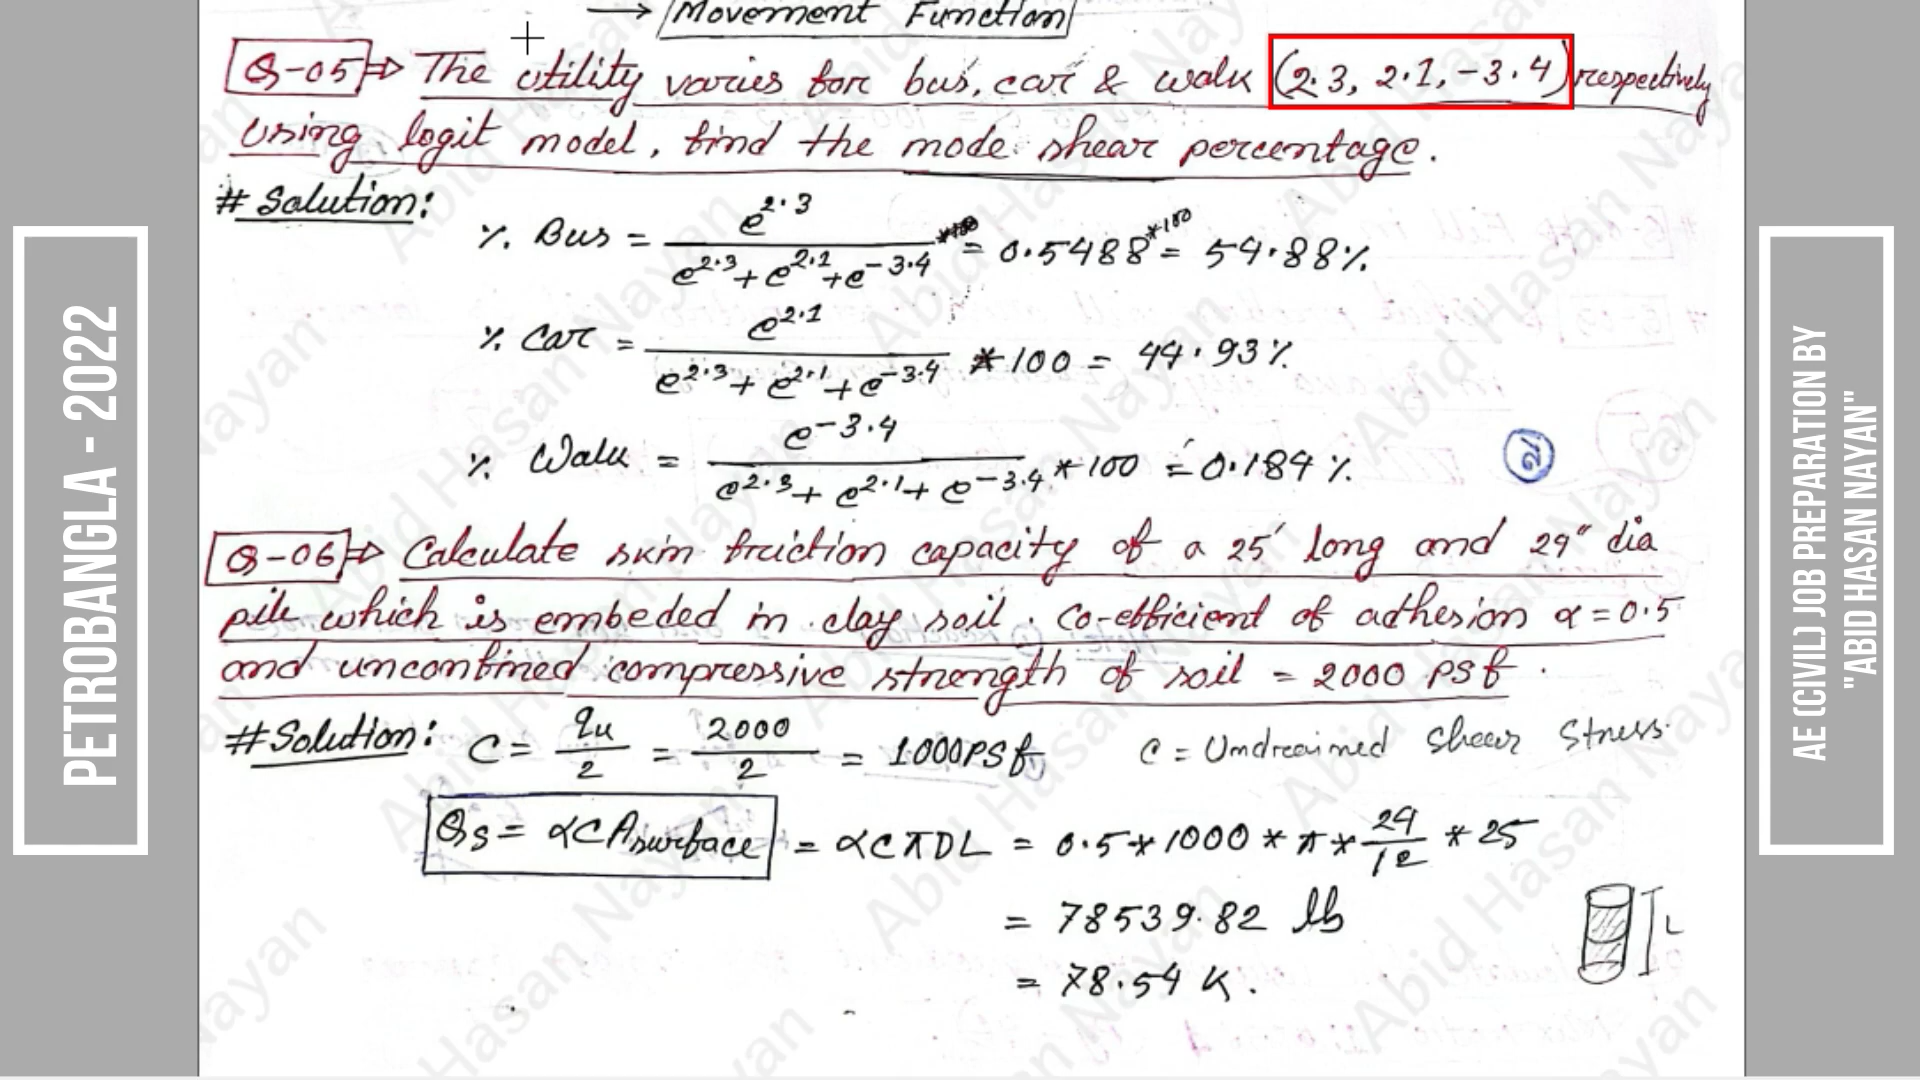 → Movement Function
Q-05 ⇒ The utility varies for bus, car & walk (2.3, 2.1, -3.4) respectively
using logit model, find the mode shear percentage.
# Solution:
% Bus = e^2.3 / (e^2.3 + e^2.1 + e^-3.4) = 0.5488*100 = 54.88%.
% Car = e^2.1 / (e^2.3 + e^2.1 + e^-3.4) * 100 = 44.93%.
% Walk = e^-3.4 / (e^2.3 + e^2.1 + e^-3.4) * 100 = 0.184%.
Q-06 ⇒ Calculate skin friction capacity of a 25' long and 24" dia
pile which is embeded in clay soil. Co-efficient of adhesion α = 0.5
and unconfined compressive strength of soil = 2000 PSf.
# Solution: C = qu/2 = 2000/2 = 1000PSf C = Undrained Shear Stress.
Qs = αCAsurface = αCπDL = 0.5*1000*π*24/12*25
= 78539.82 lb
= 78.54 K.
L
PETROBANGLA - 2022
AE (CIVIL) JOB PREPARATION BY
"ABID HASAN NAYAN"
Abid Hasan Nayan